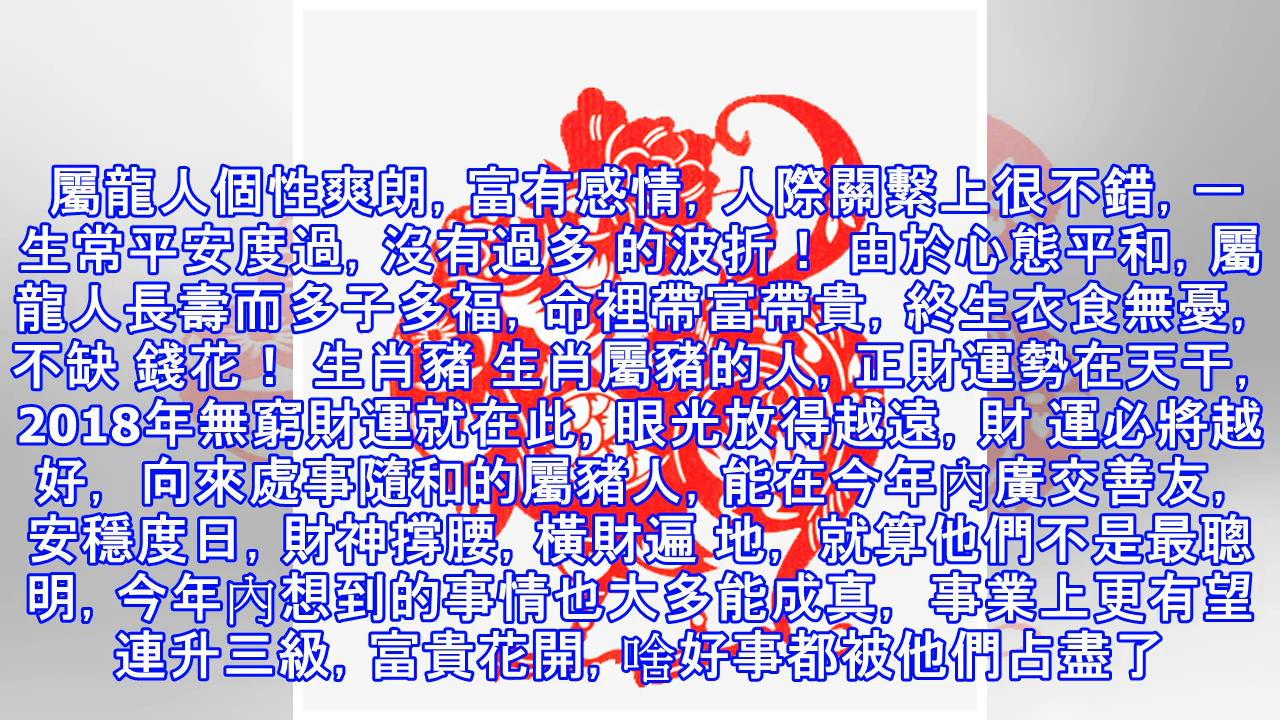 屬龍人個性爽朗, 富有感情, 人際關繫上很不錯, 一
生常平安度過, 沒有過多 的波折！ 由於心態平和, 屬
龍人長壽而多子多福, 命裡帶富帶貴, 終生衣食無憂,
不缺 錢花！ 生肖豬 生肖屬豬的人, 正財運勢在天干,
2018年無窮財運就在此, 眼光放得越遠, 財 運必將越
好, 向來處事隨和的屬豬人, 能在今年內廣交善友,
安穩度日, 財神撐腰, 橫財遍 地, 就算他們不是最聰
明, 今年內想到的事情也大多能成真, 事業上更有望
連升三級, 富貴花開, 啥好事都被他們占盡了